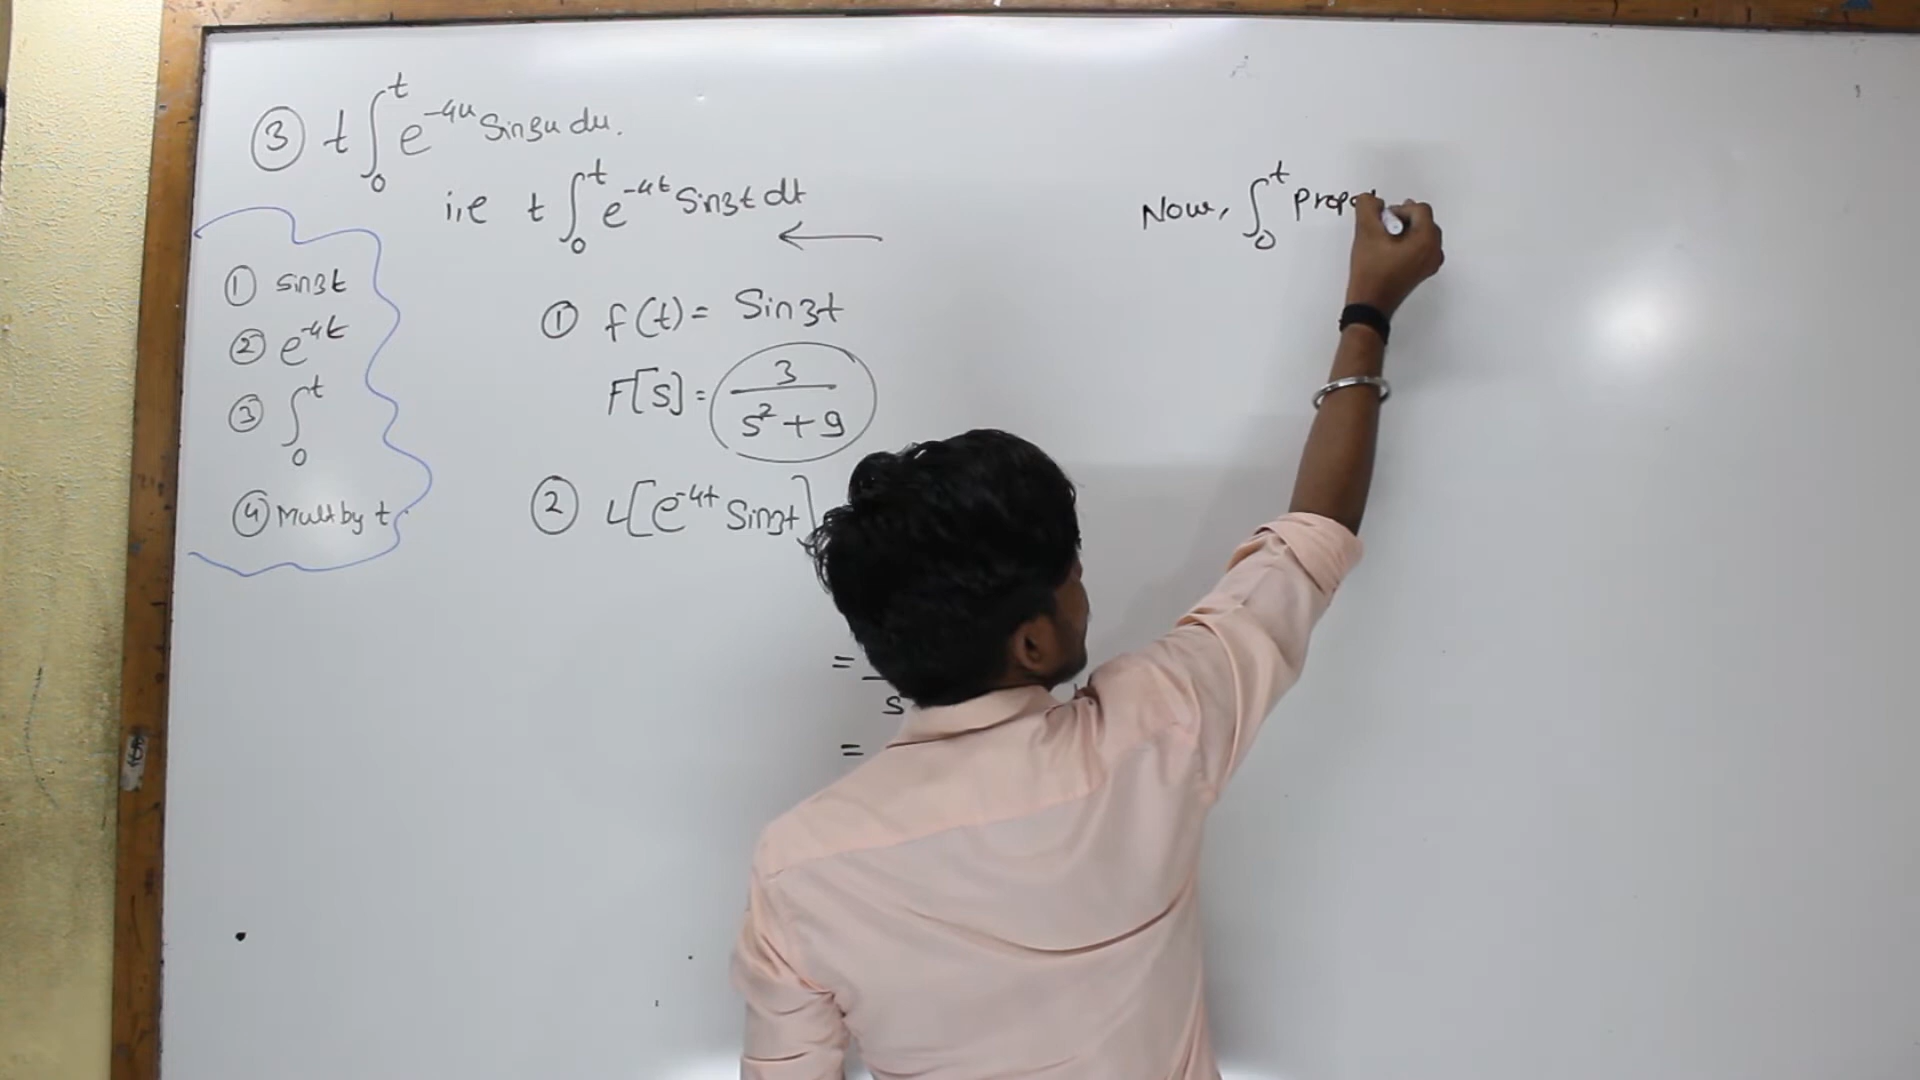 ③ t ∫₀ᵗ e⁻⁴ᵘ Sin3u du.
i,e t ∫₀ᵗ e⁻⁴ᵗ Sin3t dt
←
① Sin3t
② e⁻⁴ᵗ
③ ∫₀ᵗ
④ Mult by t
① f(t) = Sin3t
F[S] = 3 / (s² + 9)
② L[e⁻⁴ᵗ Sin3t]
= s
=
Now, ∫₀ᵗ